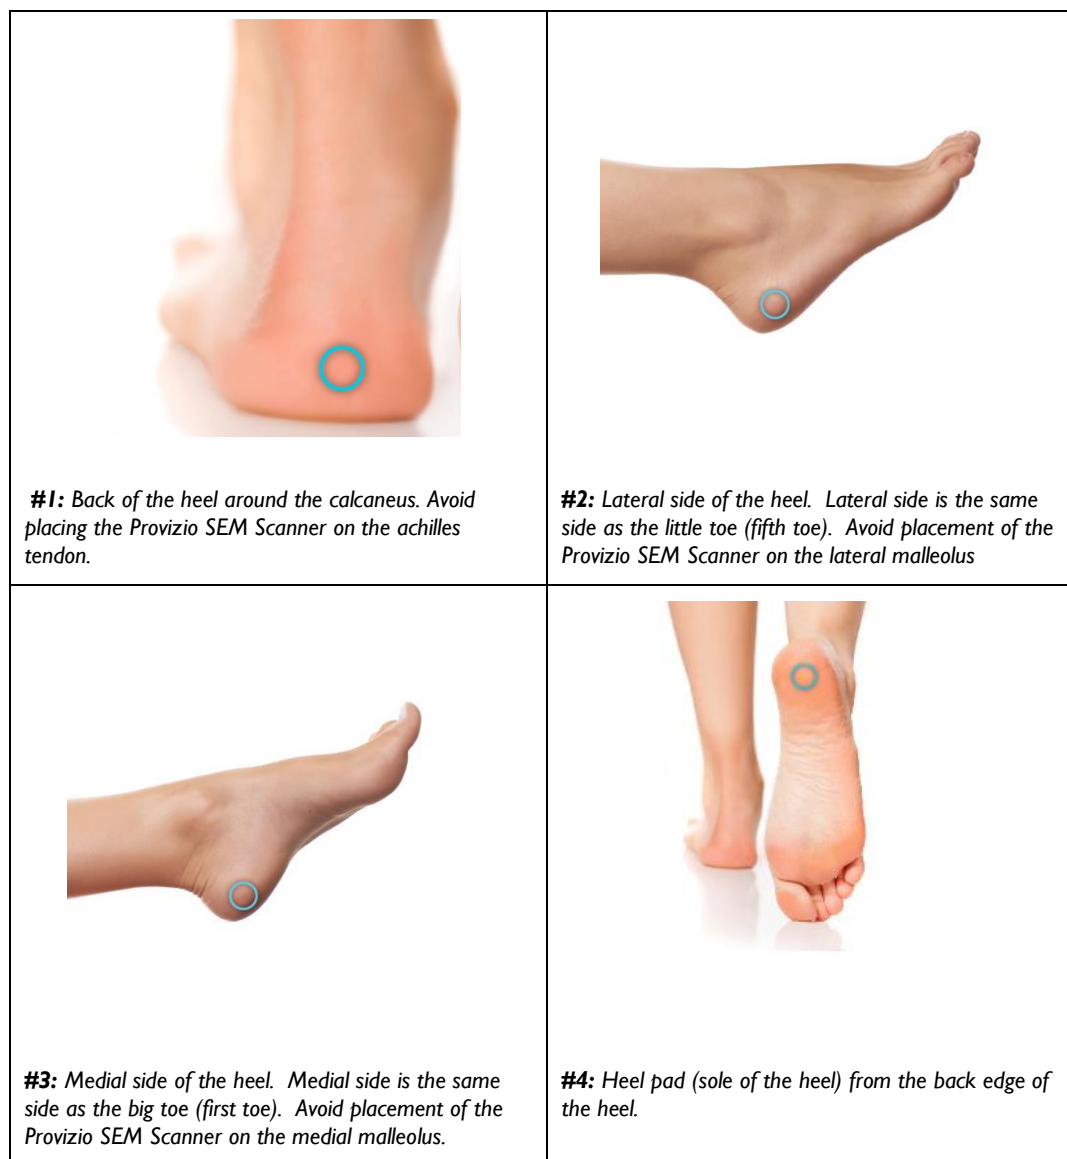 #1: Back of the heel around the calcaneus. Avoid
placing the Provizio SEM Scanner on the achilles
tendon.
#2: Lateral side of the heel. Lateral side is the same
side as the little toe (fifth toe). Avoid placement of the
Provizio SEM Scanner on the lateral malleolus
#3: Medial side of the heel. Medial side is the same
side as the big toe (first toe). Avoid placement of the
Provizio SEM Scanner on the medial malleolus.
#4: Heel pad (sole of the heel) from the back edge of
the heel.